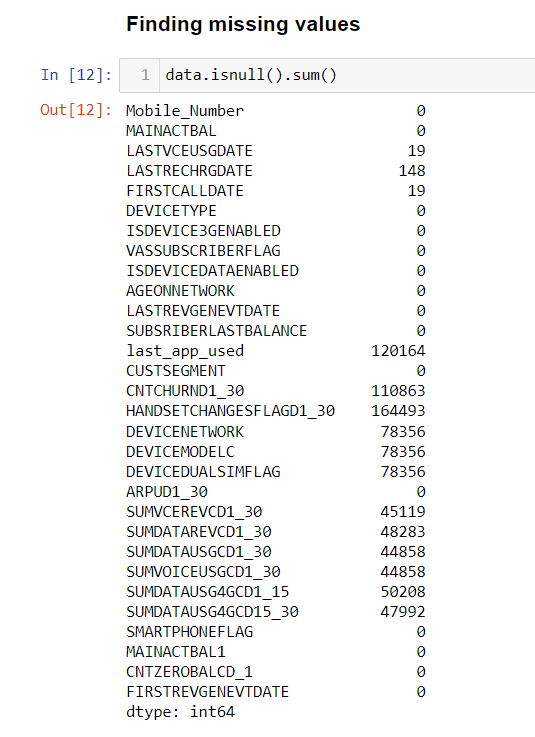 Finding missing values
In [12]: 1 data.isnull().sum()
Out[12]: Mobile_Number 0
MAINACTBAL 0
LASTVCEUSGDATE 19
LASTRECHRGDATE 148
FIRSTCALLDATE 19
DEVICETYPE 0
ISDEVICE3GENABLED 0
VASSUBSCRIBERFLAG 0
ISDEVICEDATAENABLED 0
AGEONNETWORK 0
LASTREVGENEVTDATE 0
SUBSRIBERLASTBALANCE 0
last_app_used 120164
CUSTSEGMENT 0
CNTCHURND1_30 110863
HANDSETCHANGESFLAGD1_30 164493
DEVICENETWORK 78356
DEVICEMODELC 78356
DEVICEDUALSIMFLAG 78356
ARPUD1_30 0
SUMVCEREVCD1_30 45119
SUMDATAREVCD1_30 48283
SUMDATAUSGCD1_30 44858
SUMVOICEUSGCD1_30 44858
SUMDATAUSG4GCD1_15 50208
SUMDATAUSG4GCD15_30 47992
SMARTPHONEFLAG 0
MAINACTBAL1 0
CNTZEROBALCD_1 0
FIRSTREVGENEVTDATE 0
dtype: int64